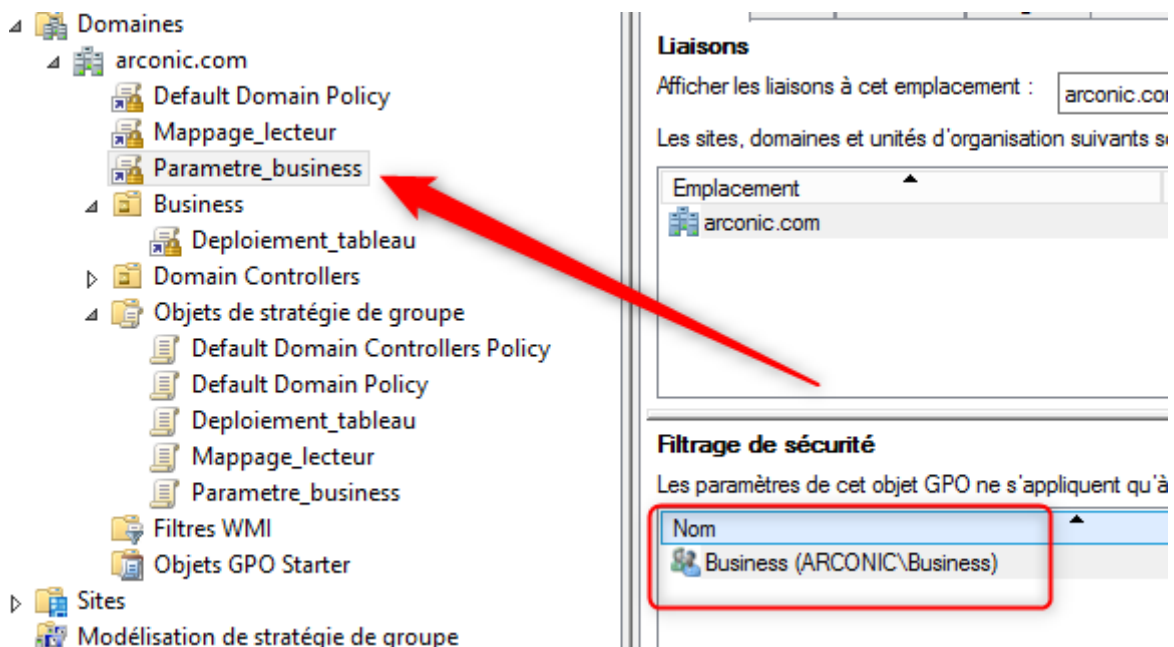 Domaines
arconic.com
Default Domain Policy
Mappage_lecteur
Parametre_business
Business
Deploiement_tableau
Domain Controllers
Objets de stratégie de groupe
Default Domain Controllers Policy
Default Domain Policy
Deploiement_tableau
Mappage_lecteur
Parametre_business
Filtres WMI
Objets GPO Starter
Sites
Modélisation de stratégie de groupe
Liaisons
Afficher les liaisons à cet emplacement :
Les sites, domaines et unités d'organisation suivants
Emplacement
arconic.com
Filtrage de sécurité
Les paramètres de cet objet GPO ne s'appliquent qu'à
Nom
Business (ARCONIC\Business)